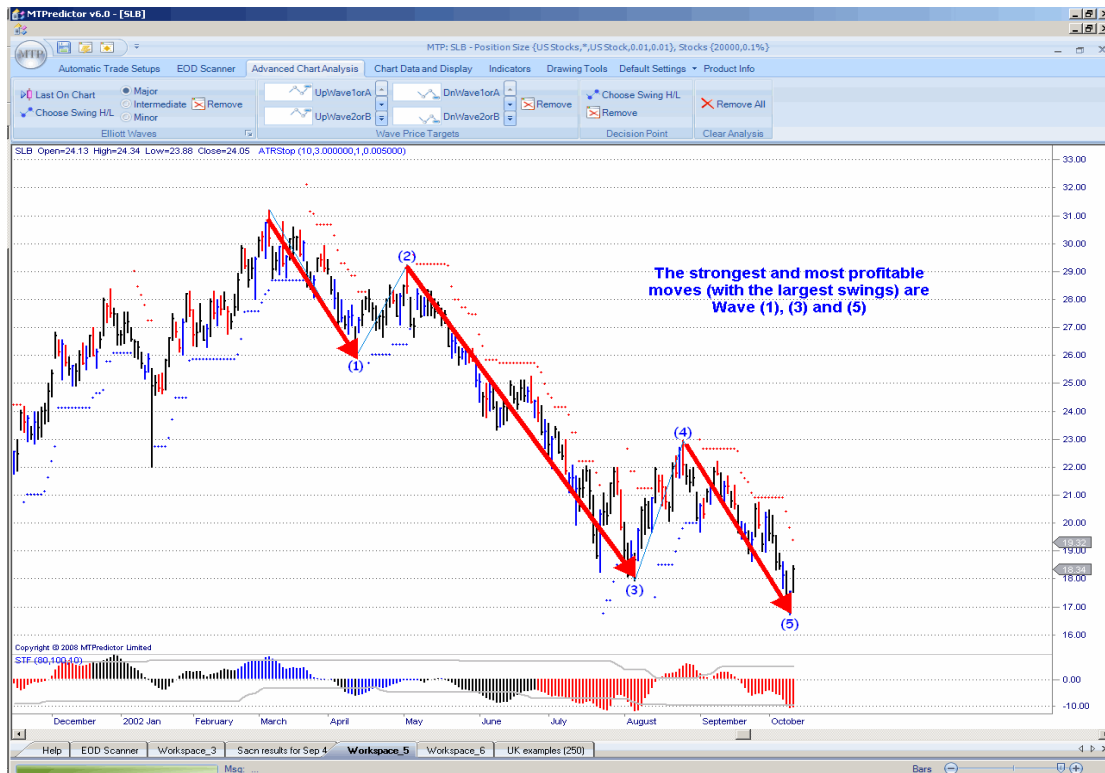 MTPredictor v6.0 - [SLB]
MTP: SLB - Position Size {US Stocks,*,US Stock,0.01,0.01}, Stocks {20000,0.1%}
MTP
Automatic Trade Setups EOD Scanner Advanced Chart Analysis Chart Data and Display Indicators Drawing Tools Default Settings Product Info
Last On Chart Major UpWave1orA DnWave1orA Choose Swing H/L
Intermediate Remove Remove Remove All
Choose Swing H/L Minor UpWave2orB DnWave2orB Remove
Elliott Waves Wave Price Targets Decision Point Clear Analysis
SLB Open=24.13 High=24.34 Low=23.88 Close=24.05 ATRStop (10,3.000000,1,0.005000)
33.00
32.00
31.00
30.00
29.00
28.00
27.00
26.00
25.00
24.00
23.00
22.00
21.00
20.00
19.32
19.00
18.34
18.00
17.00
16.00
The strongest and most profitable
moves (with the largest swings) are
Wave (1), (3) and (5)
(1)
(2)
(3)
(4)
(5)
Copyright © 2008 MTPredictor Limited
STF (80,100,40)
0.00
-10.00
December 2002 Jan February March April May June July August September October
Help EOD Scanner Workspace_3 Sacn results for Sep 4 Workspace_5 Workspace_6 UK examples (250)
Msg: ... Bars